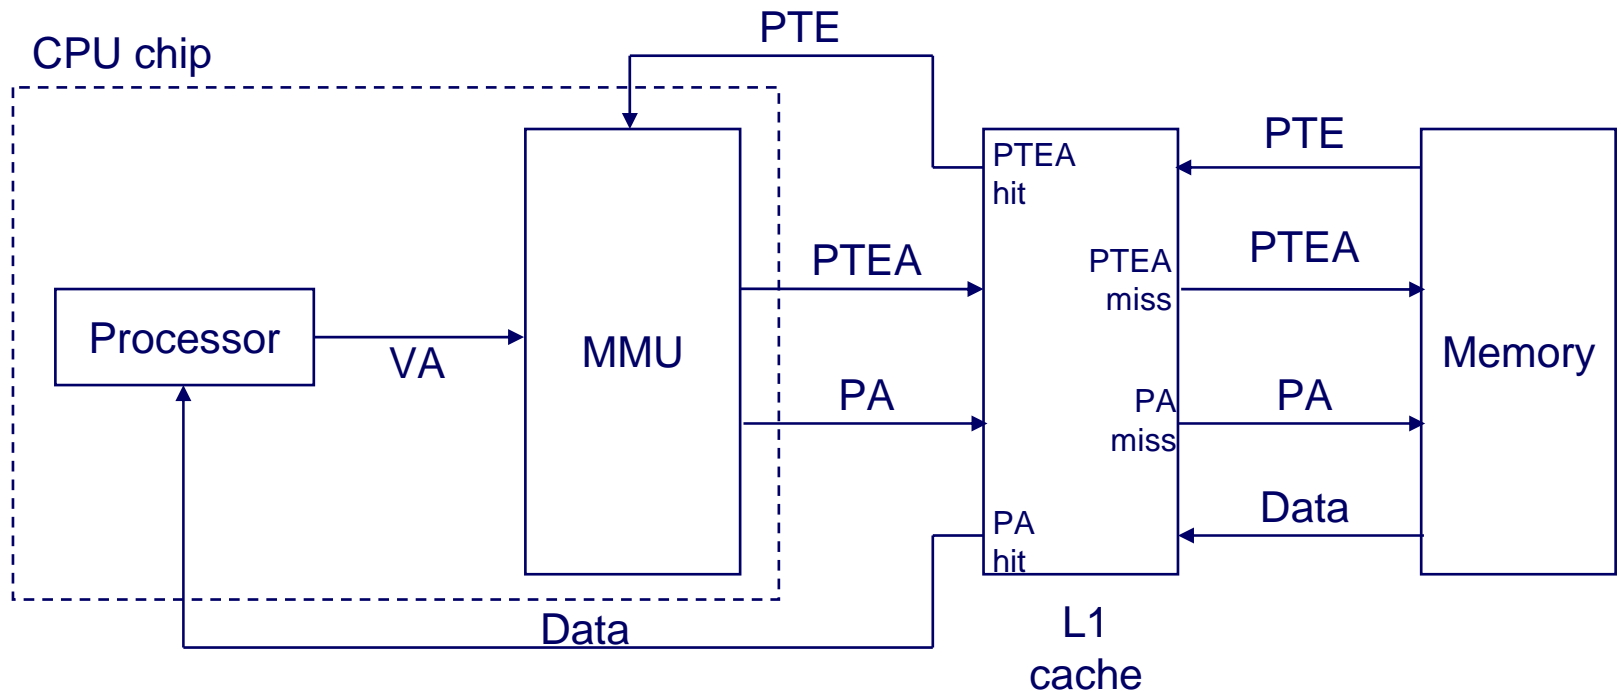 PTE
CPU chip
PTEA
hit
PTE
PTEA
PTEA
miss
PTEA
Processor
VA
MMU
Memory
PA
PA
miss
PA
PA
hit
Data
Data
L1
cache